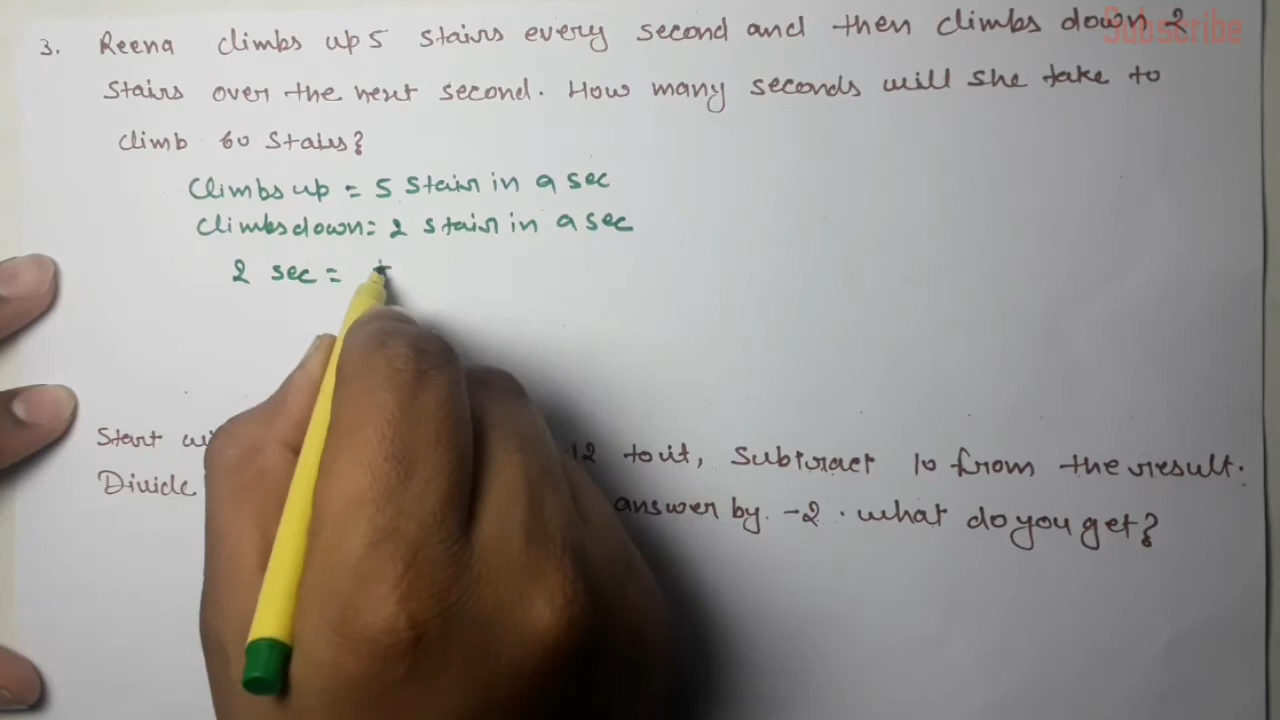 3. Reena climbs up 5 stairs every second and then climbs down 2
Subscribe
stairs over the next second. How many seconds will she take to
climb 60 stairs?
Climbs up = 5 stair in a sec
Climbs down = 2 stair in a sec
2 sec = +
Start 12 to it, subtract 10 from the result.
Divide answer by -2. what do you get?